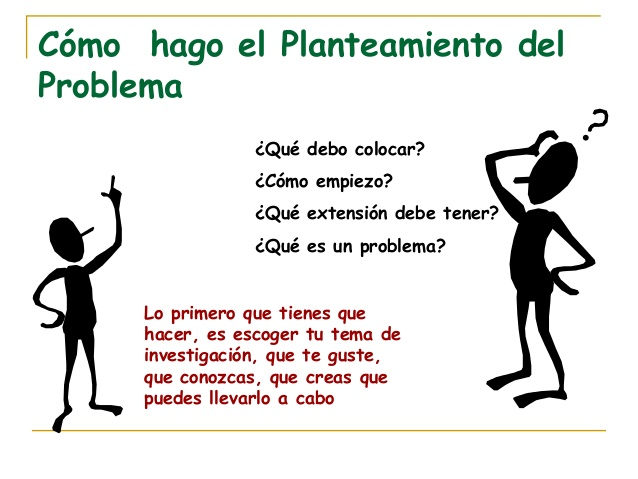 Cómo  hago el Planteamiento del
Problema
?
¿Qué debo colocar?
¿Cómo empiezo?
¿Qué extensión debe tener?
¿Qué es un problema?
Lo primero que tienes que
hacer, es escoger tu tema de
investigación, que te guste,
que conozcas, que creas que
puedes llevarlo a cabo